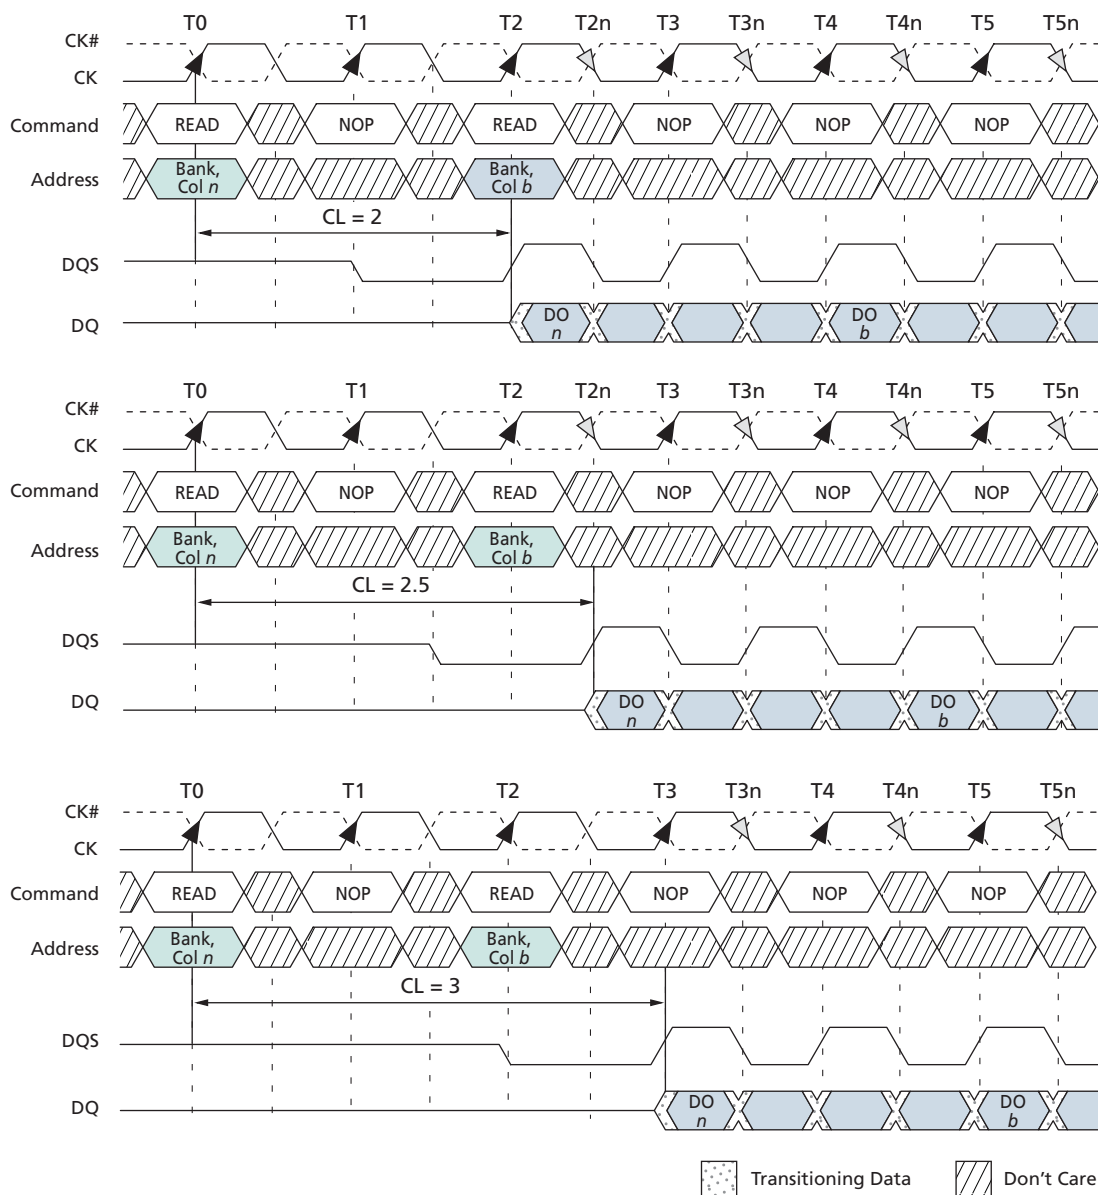 T0 T1 T2 T2n T3 T3n T4 T4n T5 T5n
CK#
CK
Command READ NOP READ NOP NOP NOP
Address Bank, Col n Bank, Col b
CL = 2
DQS
DQ DO n DO b
T0 T1 T2 T2n T3 T3n T4 T4n T5 T5n
CK#
CK
Command READ NOP READ NOP NOP NOP
Address Bank, Col n Bank, Col b
CL = 2.5
DQS
DQ DO n DO b
T0 T1 T2 T3 T3n T4 T4n T5 T5n
CK#
CK
Command READ NOP READ NOP NOP NOP
Address Bank, Col n Bank, Col b
CL = 3
DQS
DQ DO n DO b
Transitioning Data Don't Care